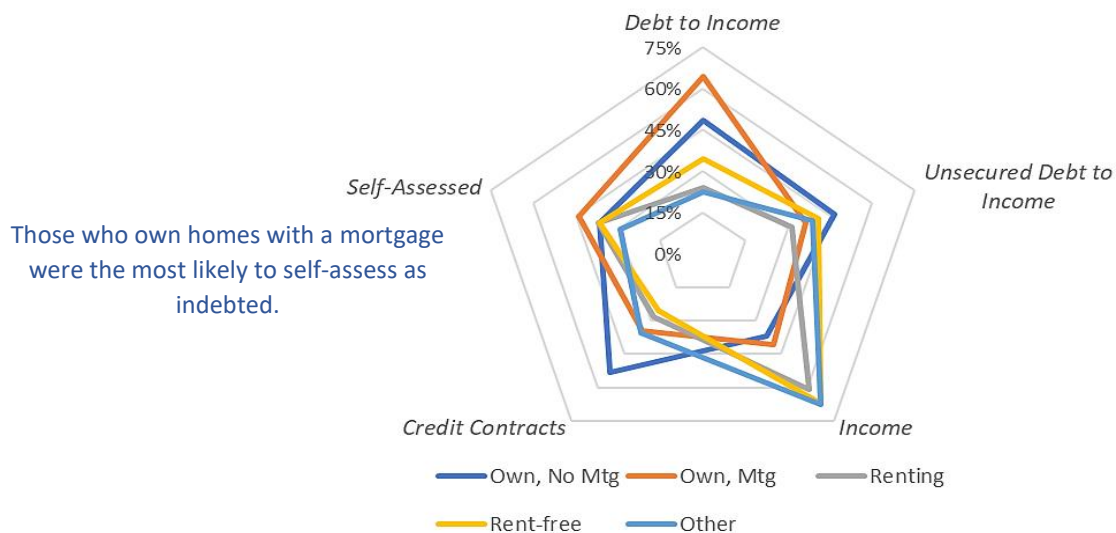 Debt to Income
75%
60%
45%
30%
15%
0%
Self-Assessed
Unsecured Debt to
Income
Those who own homes with a mortgage
were the most likely to self-assess as
indebted.
Credit Contracts
Income
Own, No Mtg
Own, Mtg
Renting
Rent-free
Other